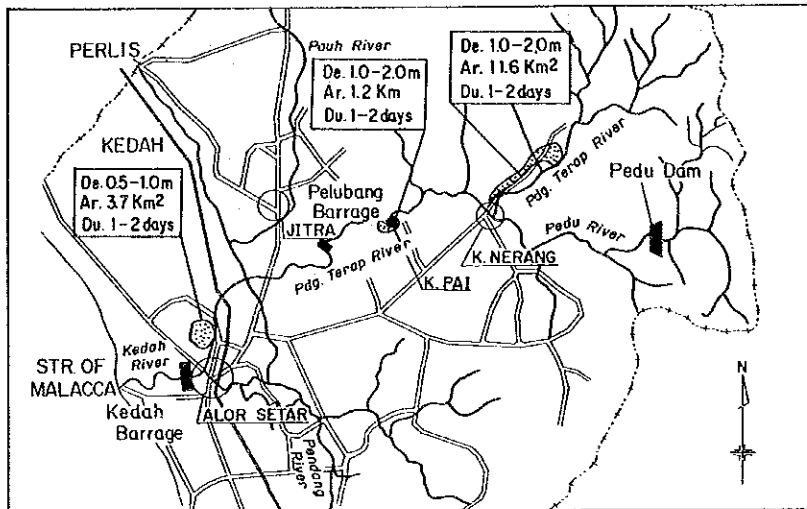 PERLIS
Pauh River
De. 1.0-2.0m
Ar. 1.2 Km
Du. 1-2 days
De. 1.0-2.0m
Ar. 11.6 Km²
Du. 1-2 days
KEDAH
De. 0.5-1.0m
Ar. 3.7 Km²
Du. 1-2 days
Pelubang
Barrage
JITRA
Pdg. Terap River
Pdg. Terap River
Pedu Dam
Pedu River
K. NERANG
K. PAI
STR. OF
MALACCA
Kedah
River
Kedah
Barrage
ALOR SETAR
Pendang
River
N